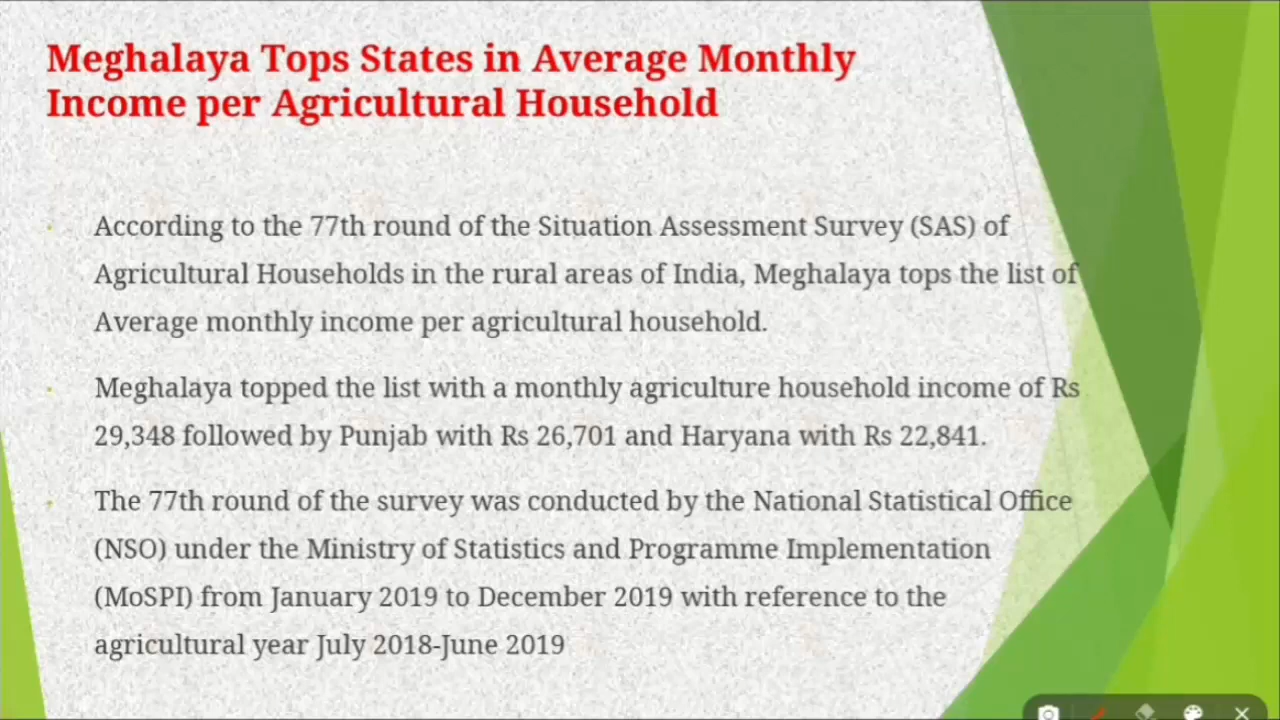 Meghalaya Tops States in Average Monthly
Income per Agricultural Household
According to the 77th round of the Situation Assessment Survey (SAS) of
Agricultural Households in the rural areas of India, Meghalaya tops the list of
Average monthly income per agricultural household.
Meghalaya topped the list with a monthly agriculture household income of Rs
29,348 followed by Punjab with Rs 26,701 and Haryana with Rs 22,841.
The 77th round of the survey was conducted by the National Statistical Office
(NSO) under the Ministry of Statistics and Programme Implementation
(MoSPI) from January 2019 to December 2019 with reference to the
agricultural year July 2018-June 2019